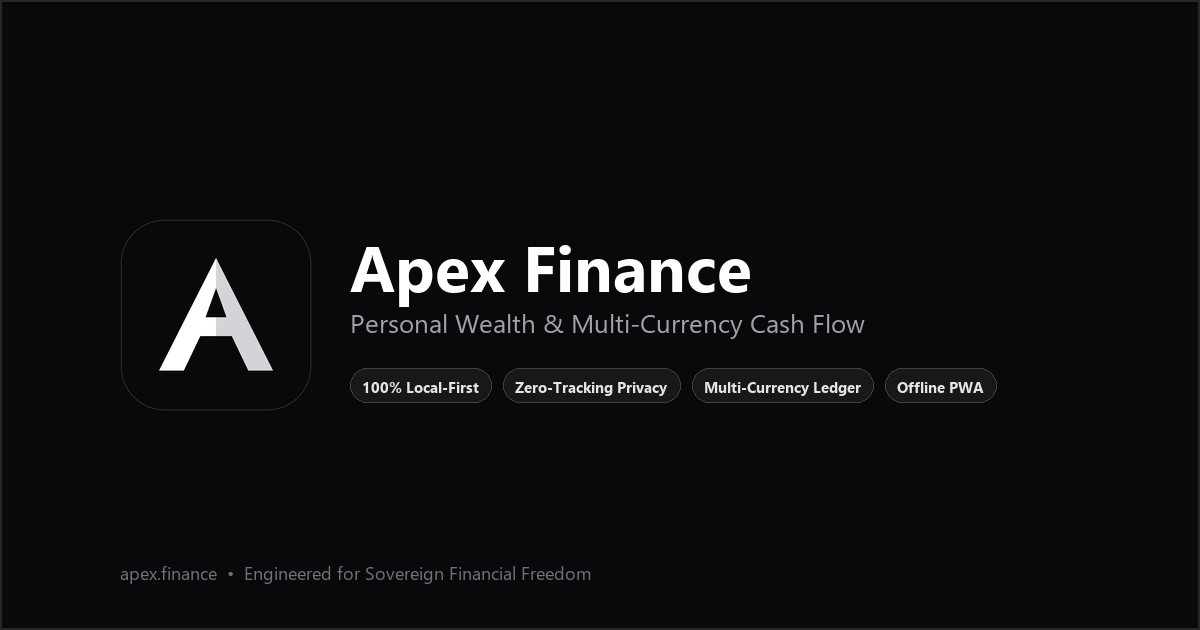 Apex Finance
Personal Wealth & Multi-Currency Cash Flow
100% Local-First Zero-Tracking Privacy Multi-Currency Ledger Offline PWA
apex.finance • Engineered for Sovereign Financial Freedom